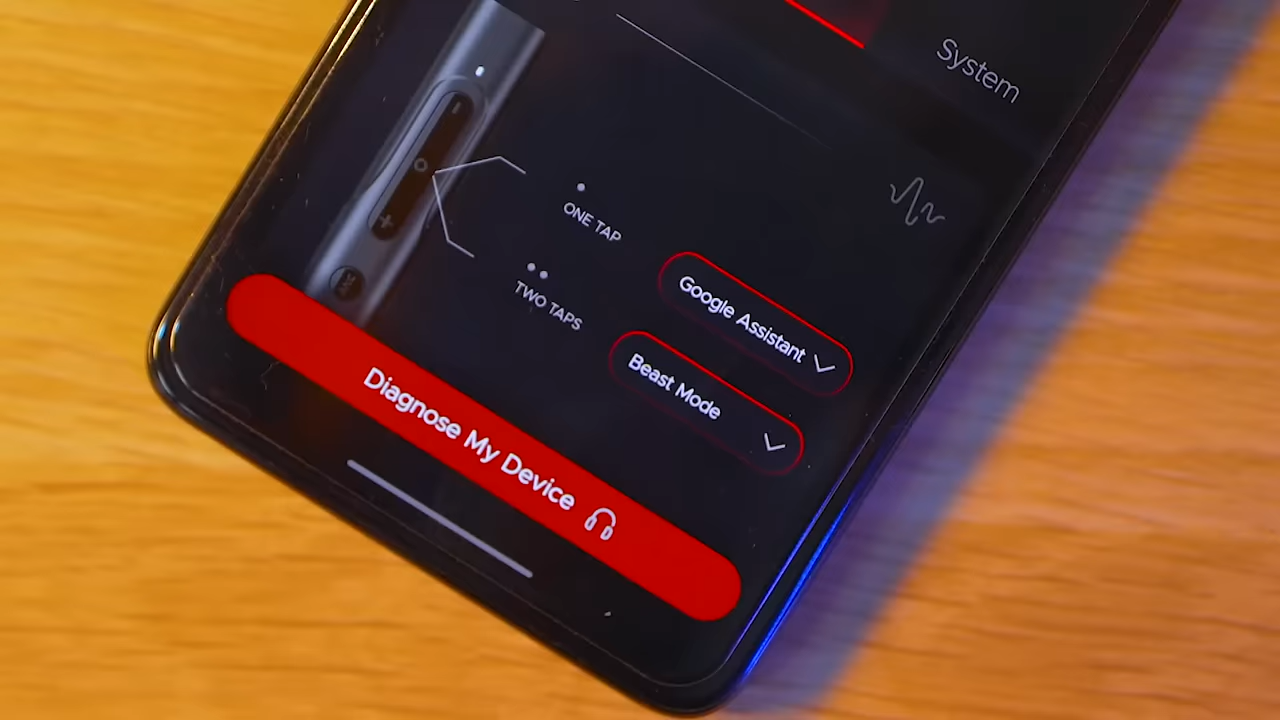 System
ONE TAP
Google Assistant
TWO TAPS
Beast Mode
Diagnose My Device